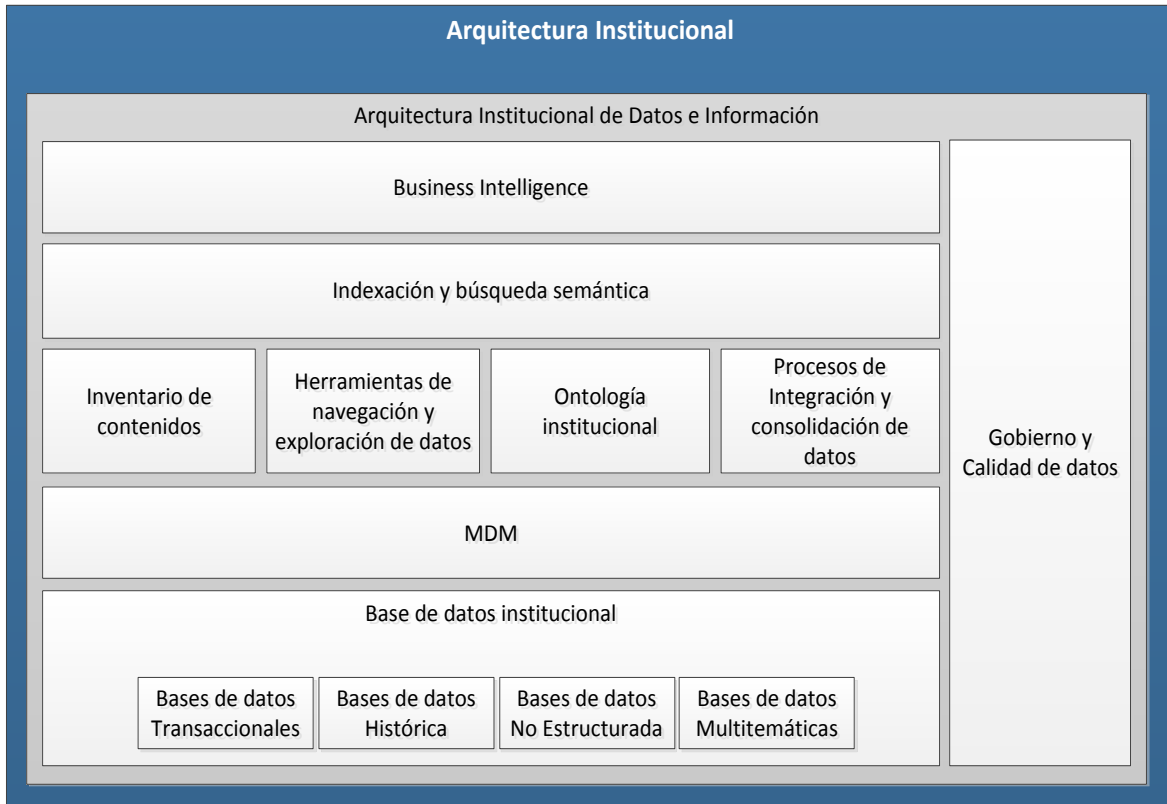 Arquitectura Institucional
Arquitectura Institucional de Datos e Información
Business Intelligence
Indexación y búsqueda semántica
Inventario de
contenidos
Herramientas de
navegación y
exploración de datos
Ontología
institucional
Procesos de
Integración y
consolidación de
datos
Gobierno y
Calidad de datos
MDM
Base de datos institucional
Bases de datos
Transaccionales
Bases de datos
Histórica
Bases de datos
No Estructurada
Bases de datos
Multitemáticas